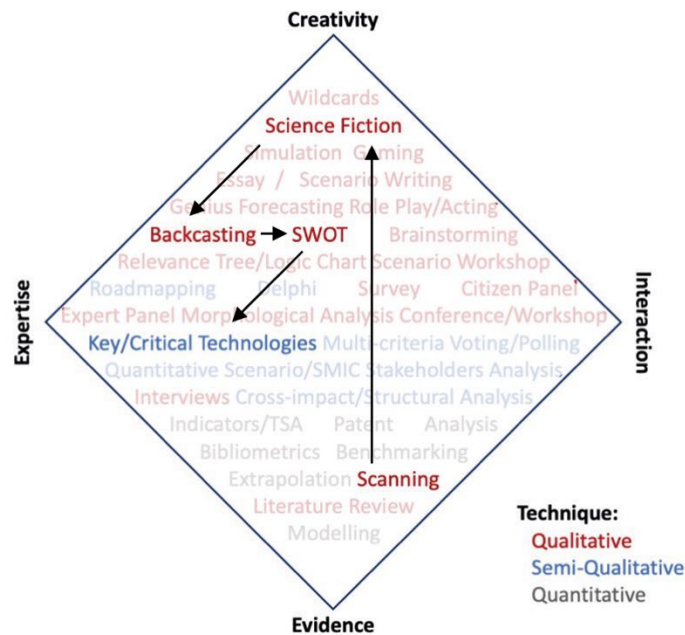 Creativity
Wildcards
Science Fiction
Simulation Gaming
Essay / Scenario Writing
Genius Forecasting Role Play/Acting
Backcasting SWOT Brainstorming
Relevance Tree/Logic Chart Scenario Workshop
Roadmapping Delphi Survey Citizen Panel
Expert Panel Morphological Analysis Conference/Workshop
Key/Critical Technologies Multi-criteria Voting/Polling
Quantitative Scenario/SMIC Stakeholders Analysis
Interviews Cross-impact/Structural Analysis
Indicators/TSA Patent Analysis
Bibliometrics Benchmarking
Extrapolation Scanning
Literature Review
Modelling
Evidence
Expertise
Interaction
Technique:
Qualitative
Semi-Qualitative
Quantitative